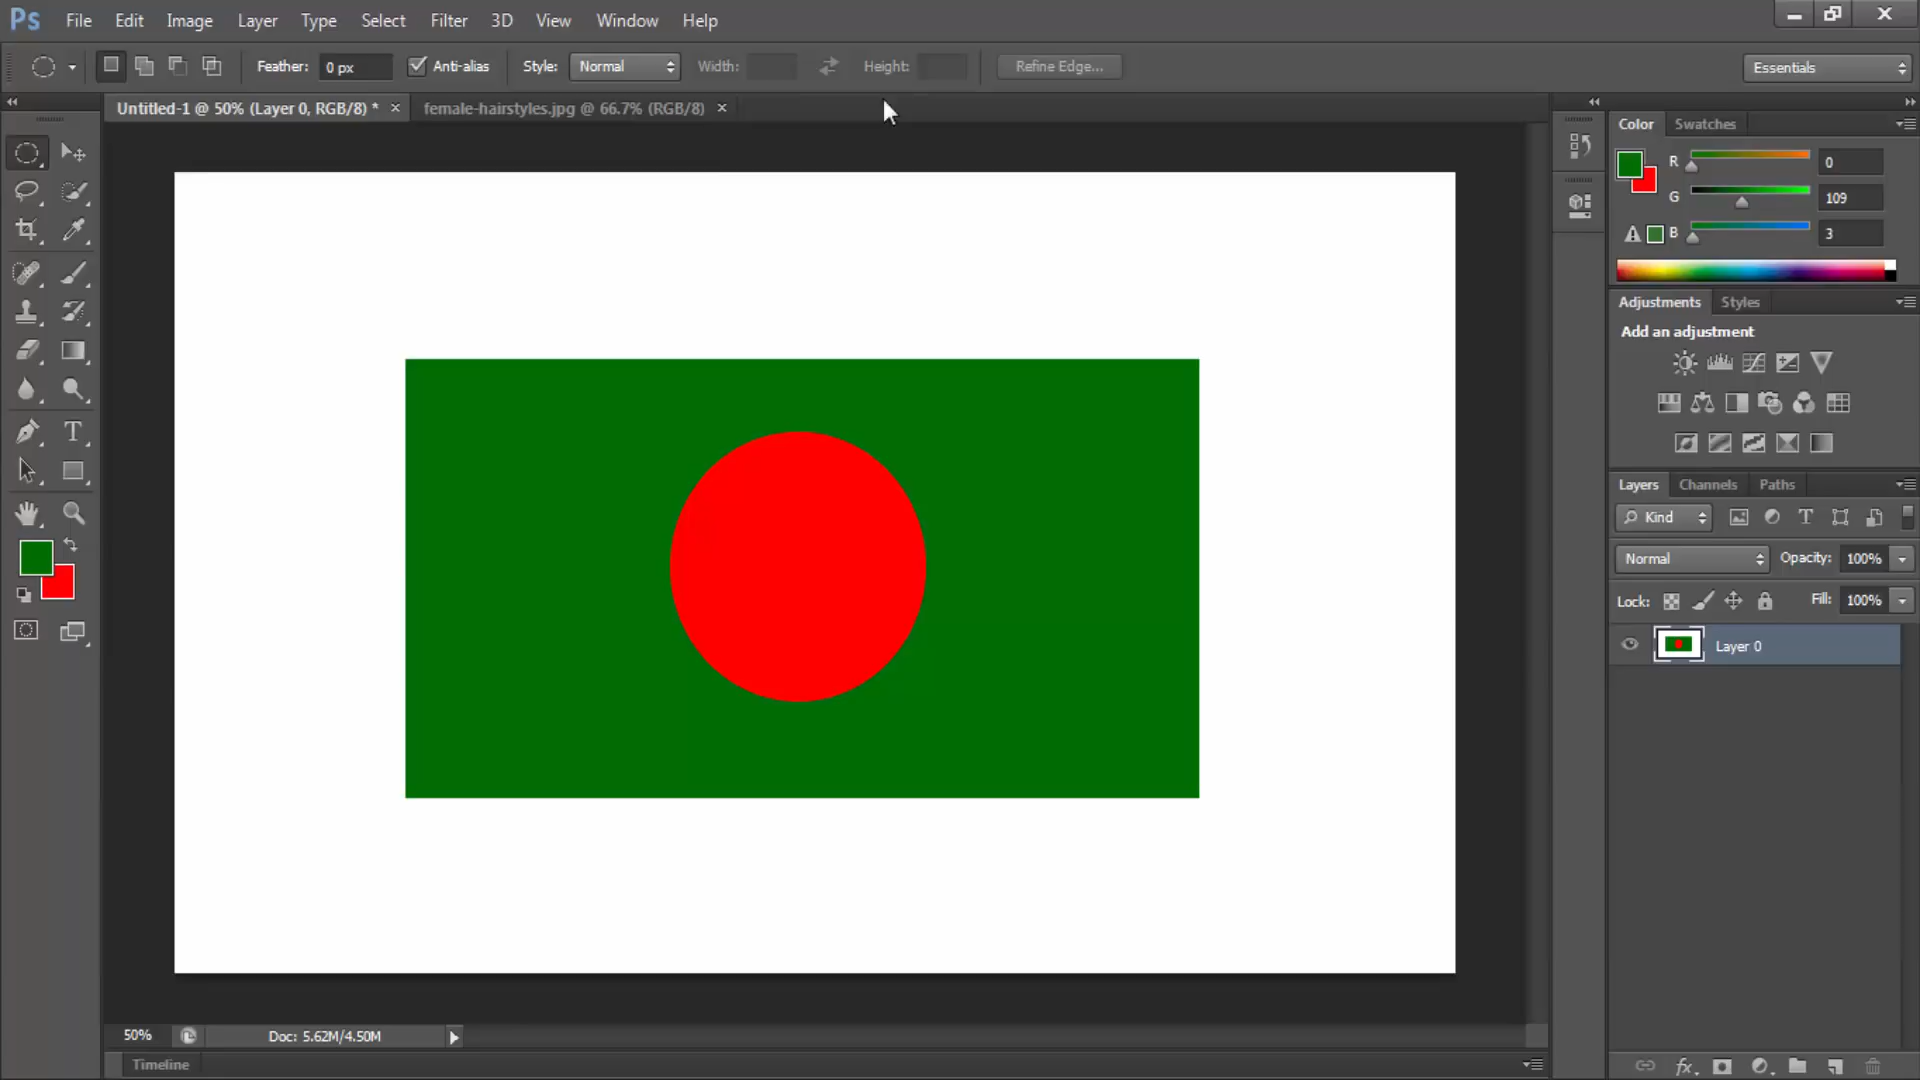 Ps File Edit Image Layer Type Select Filter 3D View Window Help
Feather: 0 px Anti-alias Style: Normal Width: Height: Refine Edge... Essentials
Untitled-1 @ 50% (Layer 0, RGB/8) * × female-hairstyles.jpg @ 66.7% (RGB/8) ×
Color Swatches
R 0
G 109
B 3
Adjustments Styles
Add an adjustment
Layers Channels Paths
Kind
Normal Opacity: 100%
Lock: Fill: 100%
Layer 0
50% Doc: 5.62M/4.50M
Timeline